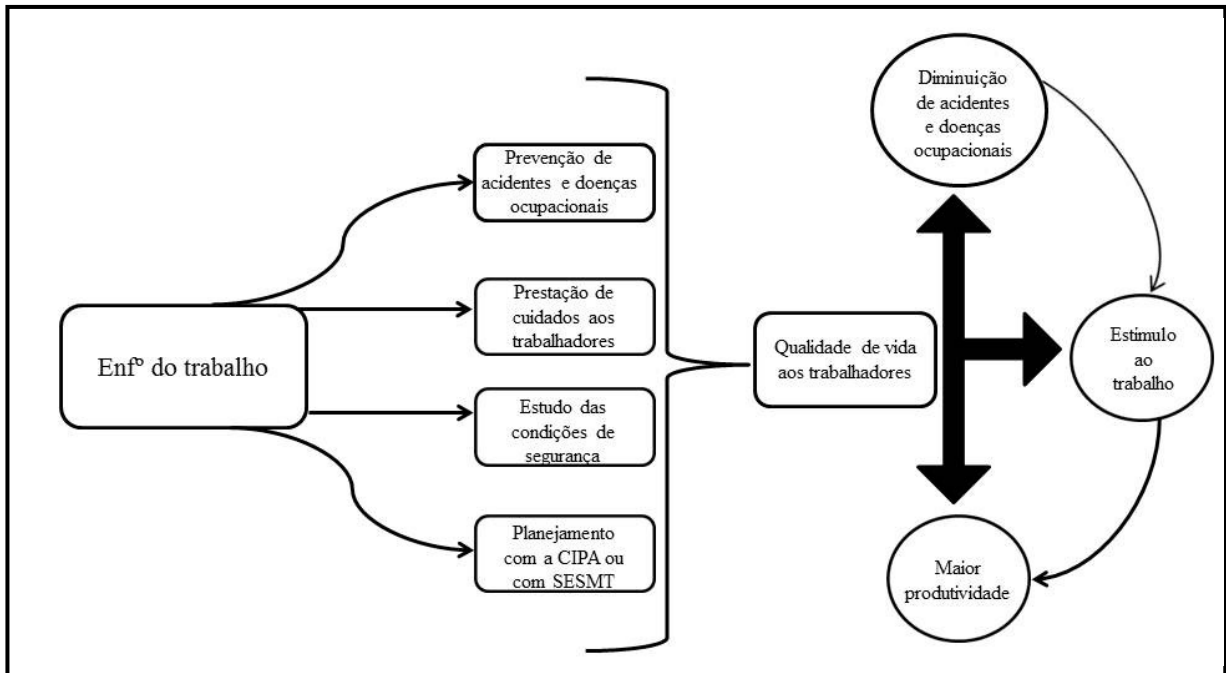 Enfº do trabalho
Prevenção de
acidentes e doenças
ocupacionais
Prestação de
cuidados aos
trabalhadores
Estudo das
condições de
segurança
Planejamento
com a CIPA ou
com SESMT
Qualidade de vida
aos trabalhadores
Diminuição
de acidentes
e doenças
ocupacionais
Estímulo
ao
trabalho
Maior
produtividade